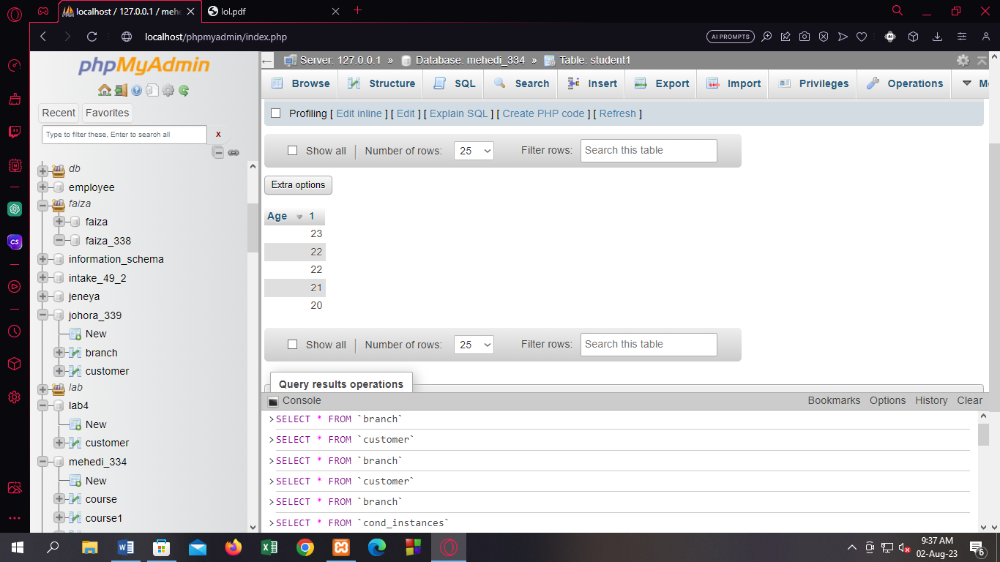 localhost / 127.0.0.1 / mehe
lol.pdf
localhost/phpmyadmin/index.php
AI PROMPTS
phpMyAdmin
Recent
Favorites
Type to filter these, Enter to search all
x
db
employee
faiza
faiza
faiza_338
information_schema
intake_49_2
jeneya
johora_339
New
branch
customer
lab
lab4
New
customer
mehedi_334
New
course
course1
Server: 127.0.0.1 » Database: mehedi_334 » Table: student1
Browse
Structure
SQL
Search
Insert
Export
Import
Privileges
Operations
Profiling [ Edit inline ] [ Edit ] [ Explain SQL ] [ Create PHP code ] [ Refresh ]
Show all | Number of rows: 25 Filter rows: Search this table
Extra options
Age 1
23
22
22
21
20
Show all | Number of rows: 25 Filter rows: Search this table
Query results operations
Console
Bookmarks Options History Clear
>SELECT * FROM `branch`
>SELECT * FROM `customer`
>SELECT * FROM `branch`
>SELECT * FROM `customer`
>SELECT * FROM `branch`
>SELECT * FROM `cond_instances`
CS
9:37 AM
02-Aug-23
6